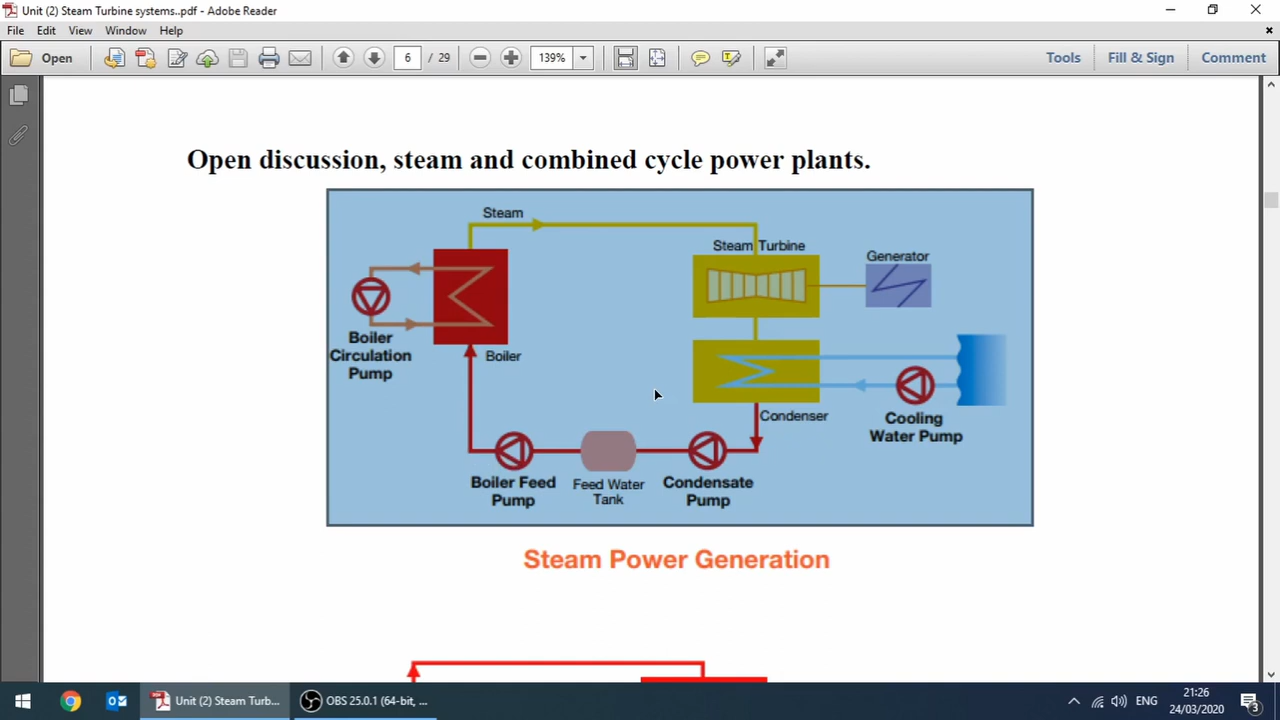 Unit (2) Steam Turbine systems..pdf - Adobe Reader
File Edit View Window Help
Open 6 / 29 139% Tools Fill & Sign Comment
Open discussion, steam and combined cycle power plants.
Steam
Steam Turbine
Generator
Boiler
Circulation
Pump
Boiler
Condenser
Cooling
Water Pump
Boiler Feed
Pump
Feed Water
Tank
Condensate
Pump
Steam Power Generation
Unit (2) Steam Turb...
OBS 25.0.1 (64-bit, ...
ENG
21:26
24/03/2020
3